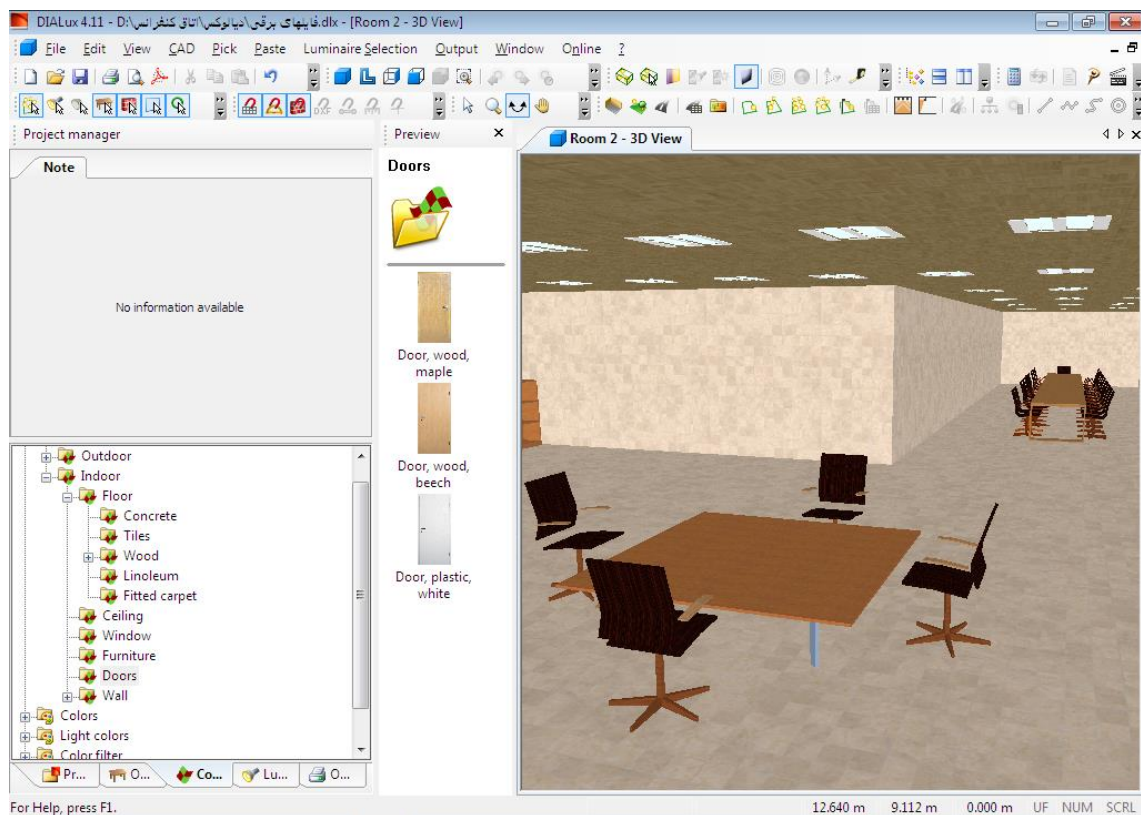 DIALux 4.11 - D:\فایلهای برقی\دیالوکس\اتاق کنفرانس.dlx - [Room 2 - 3D View]
File Edit View CAD Pick Paste Luminaire Selection Output Window Online ?
Project manager
Note
No information available
Outdoor
Indoor
Floor
Concrete
Tiles
Wood
Linoleum
Fitted carpet
Ceiling
Window
Furniture
Doors
Wall
Colors
Light colors
Color filter
Pr... O... Co... Lu... O...
Preview
Doors
Door, wood,
maple
Door, wood,
beech
Door, plastic,
white
Room 2 - 3D View
For Help, press F1.
12.640 m 9.112 m 0.000 m UF NUM SCRL